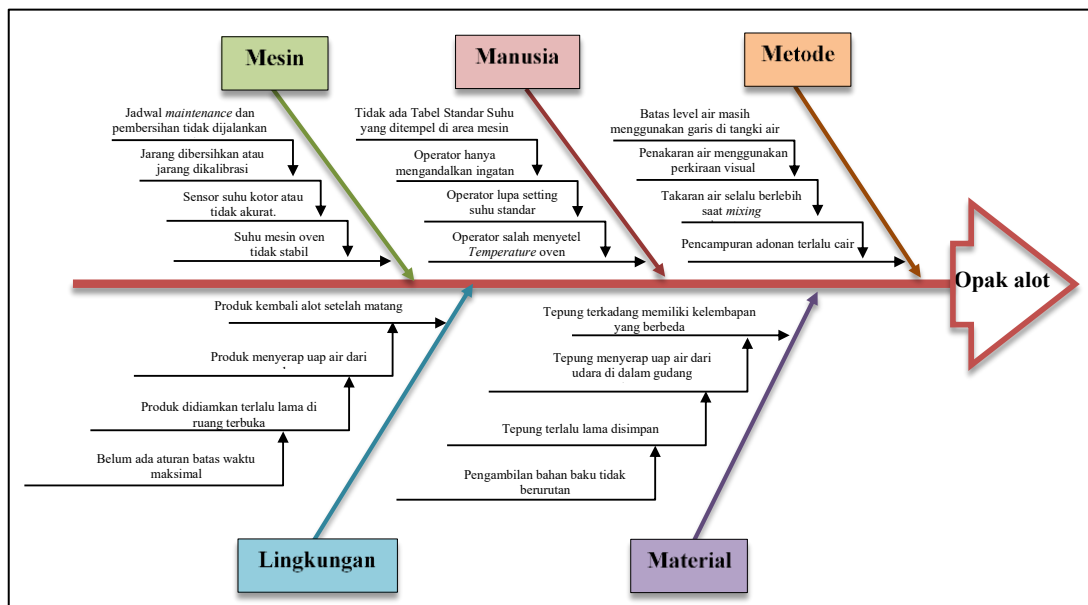 Mesin
Manusia
Metode
Jadwal maintenance dan
pembersihan tidak dijalankan
Jarang dibersihkan atau
jarang dikalibrasi
Sensor suhu kotor atau
tidak akurat.
Suhu mesin oven
tidak stabil
Tidak ada Tabel Standar Suhu
yang ditempel di area mesin
Operator hanya
mengandalkan ingatan
Operator lupa setting
suhu standar
Operator salah menyetel
Temperature oven
Batas level air masih
menggunakan garis di tangki air
Penakaran air menggunakan
perkiraan visual
Takaran air selalu berlebih
saat mixing
Pencampuran adonan terlalu cair
Opak alot
Produk kembali alot setelah matang
Produk menyerap uap air dari
Produk didiamkan terlalu lama di
ruang terbuka
Belum ada aturan batas waktu
maksimal
Tepung terkadang memiliki kelembapan
yang berbeda
Tepung menyerap uap air dari
udara di dalam gudang
Tepung terlalu lama disimpan
Pengambilan bahan baku tidak
berurutan
Lingkungan
Material